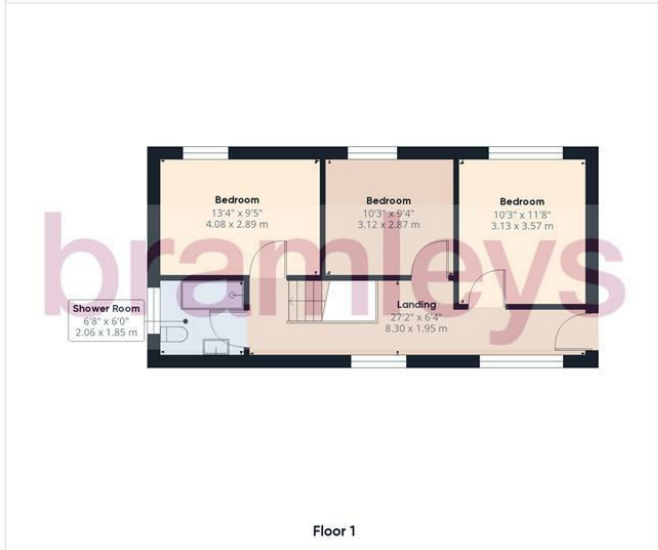 bramleys
Bedroom
13'4" x 9'5"
4.08 x 2.89 m
Bedroom
10'3" x 9'4"
3.12 x 2.87 m
Bedroom
10'3" x 11'8"
3.13 x 3.57 m
Shower Room
6'8" x 6'0"
2.06 x 1.85 m
Landing
27'2" x 6'4"
8.30 x 1.95 m
Floor 1